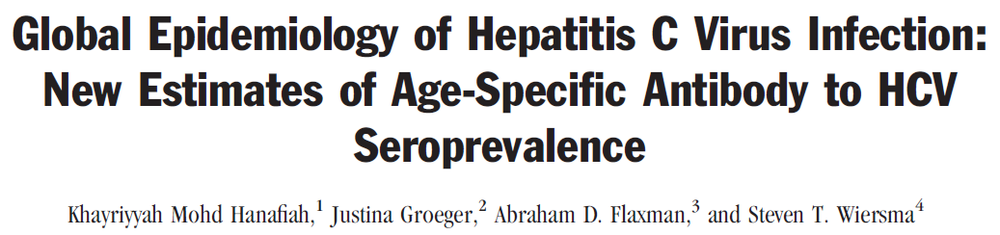 Global Epidemiology of Hepatitis C Virus Infection:
New Estimates of Age-Specific Antibody to HCV
Seroprevalence
Khayriyyah Mohd Hanafiah,1 Justina Groeger,2 Abraham D. Flaxman,3 and Steven T. Wiersma4